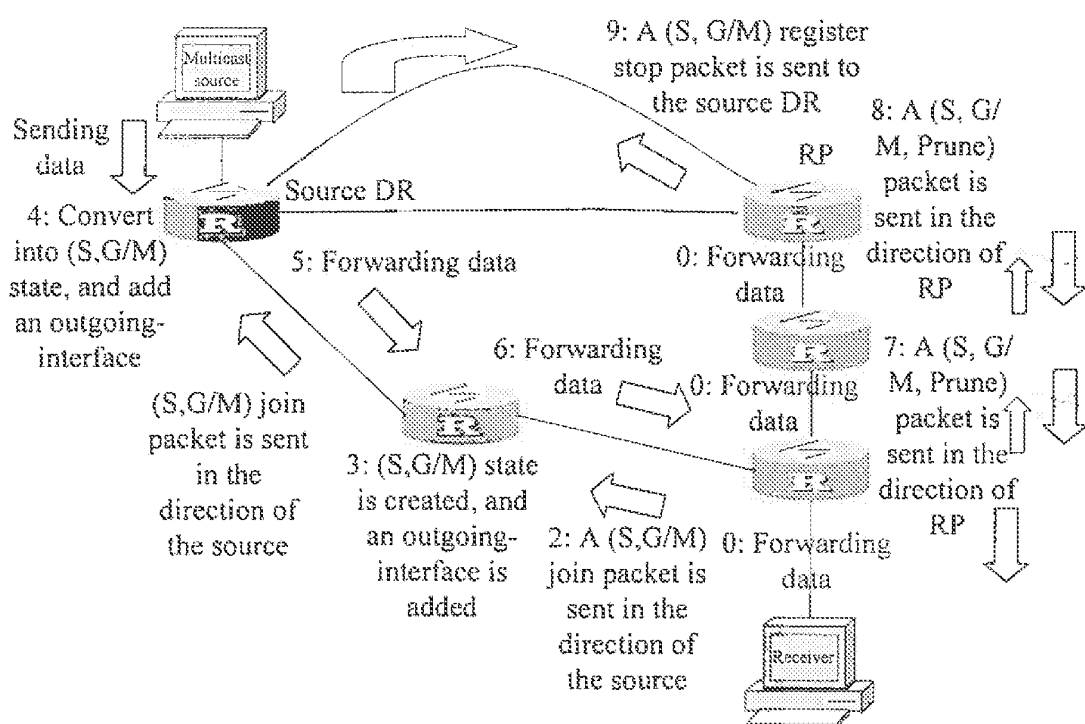 Multicast
source
9: A (S, G/M) register
stop packet is sent to
the source DR
8: A (S, G/
M, Prune)
packet is
sent in the
direction of
RP
Sending
data
Source DR
RP
R
R
4: Convert
into (S,G/M)
state, and add
an outgoing-
interface
5: Forwarding data
0: Forwarding
data
R
7: A (S, G/
M, Prune)
packet is
sent in the
direction of
RP
6: Forwarding
data
0: Forwarding
data
(S,G/M) join
packet is sent
in the
direction of
the source
R
R
3: (S,G/M) state
is created, and
an outgoing-
interface is
added
2: A (S,G/M)
join packet is
sent in the
direction of
the source
0: Forwarding
data
Receiver